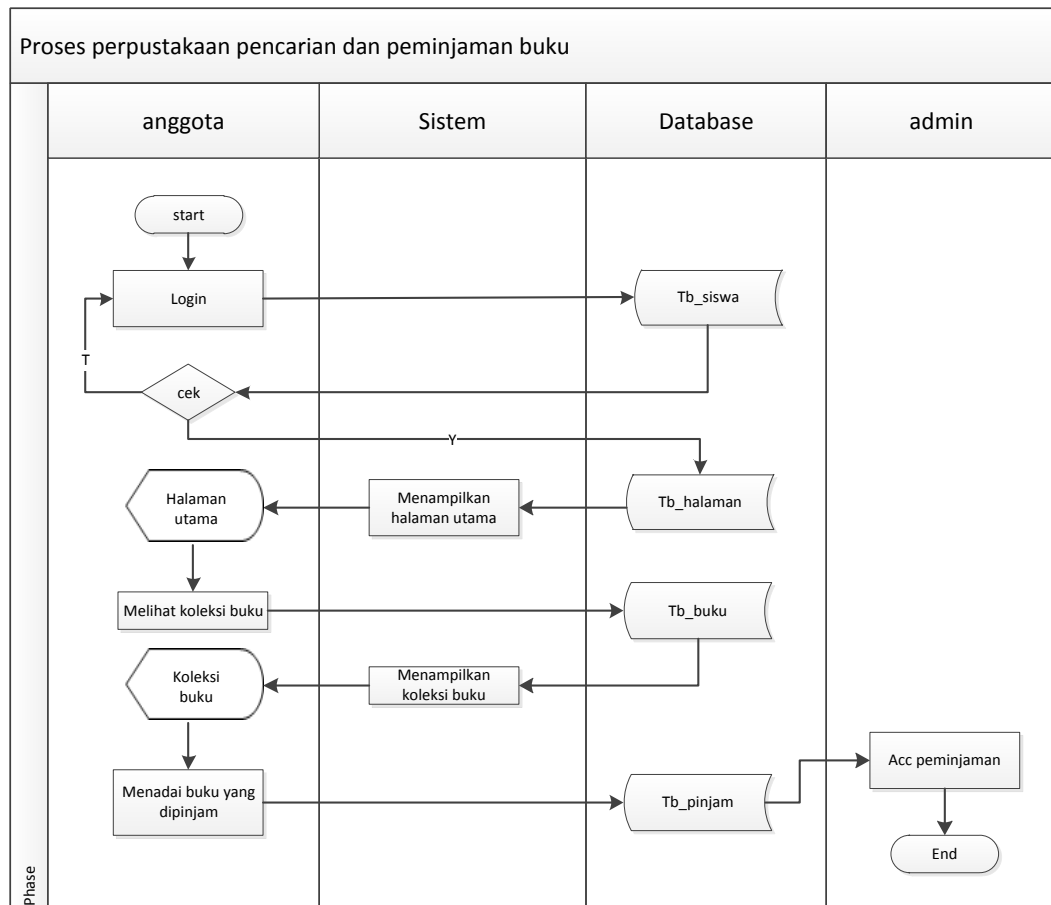 Proses perpustakaan pencarian dan peminjaman buku
anggota
Sistem
Database
admin
start
Login
Tb_siswa
T
cek
Y
Halaman
utama
Menampilkan
halaman utama
Tb_halaman
Melihat koleksi buku
Tb_buku
Koleksi
buku
Menampilkan
koleksi buku
Menadai buku yang
dipinjam
Tb_pinjam
Acc peminjaman
End
Phase